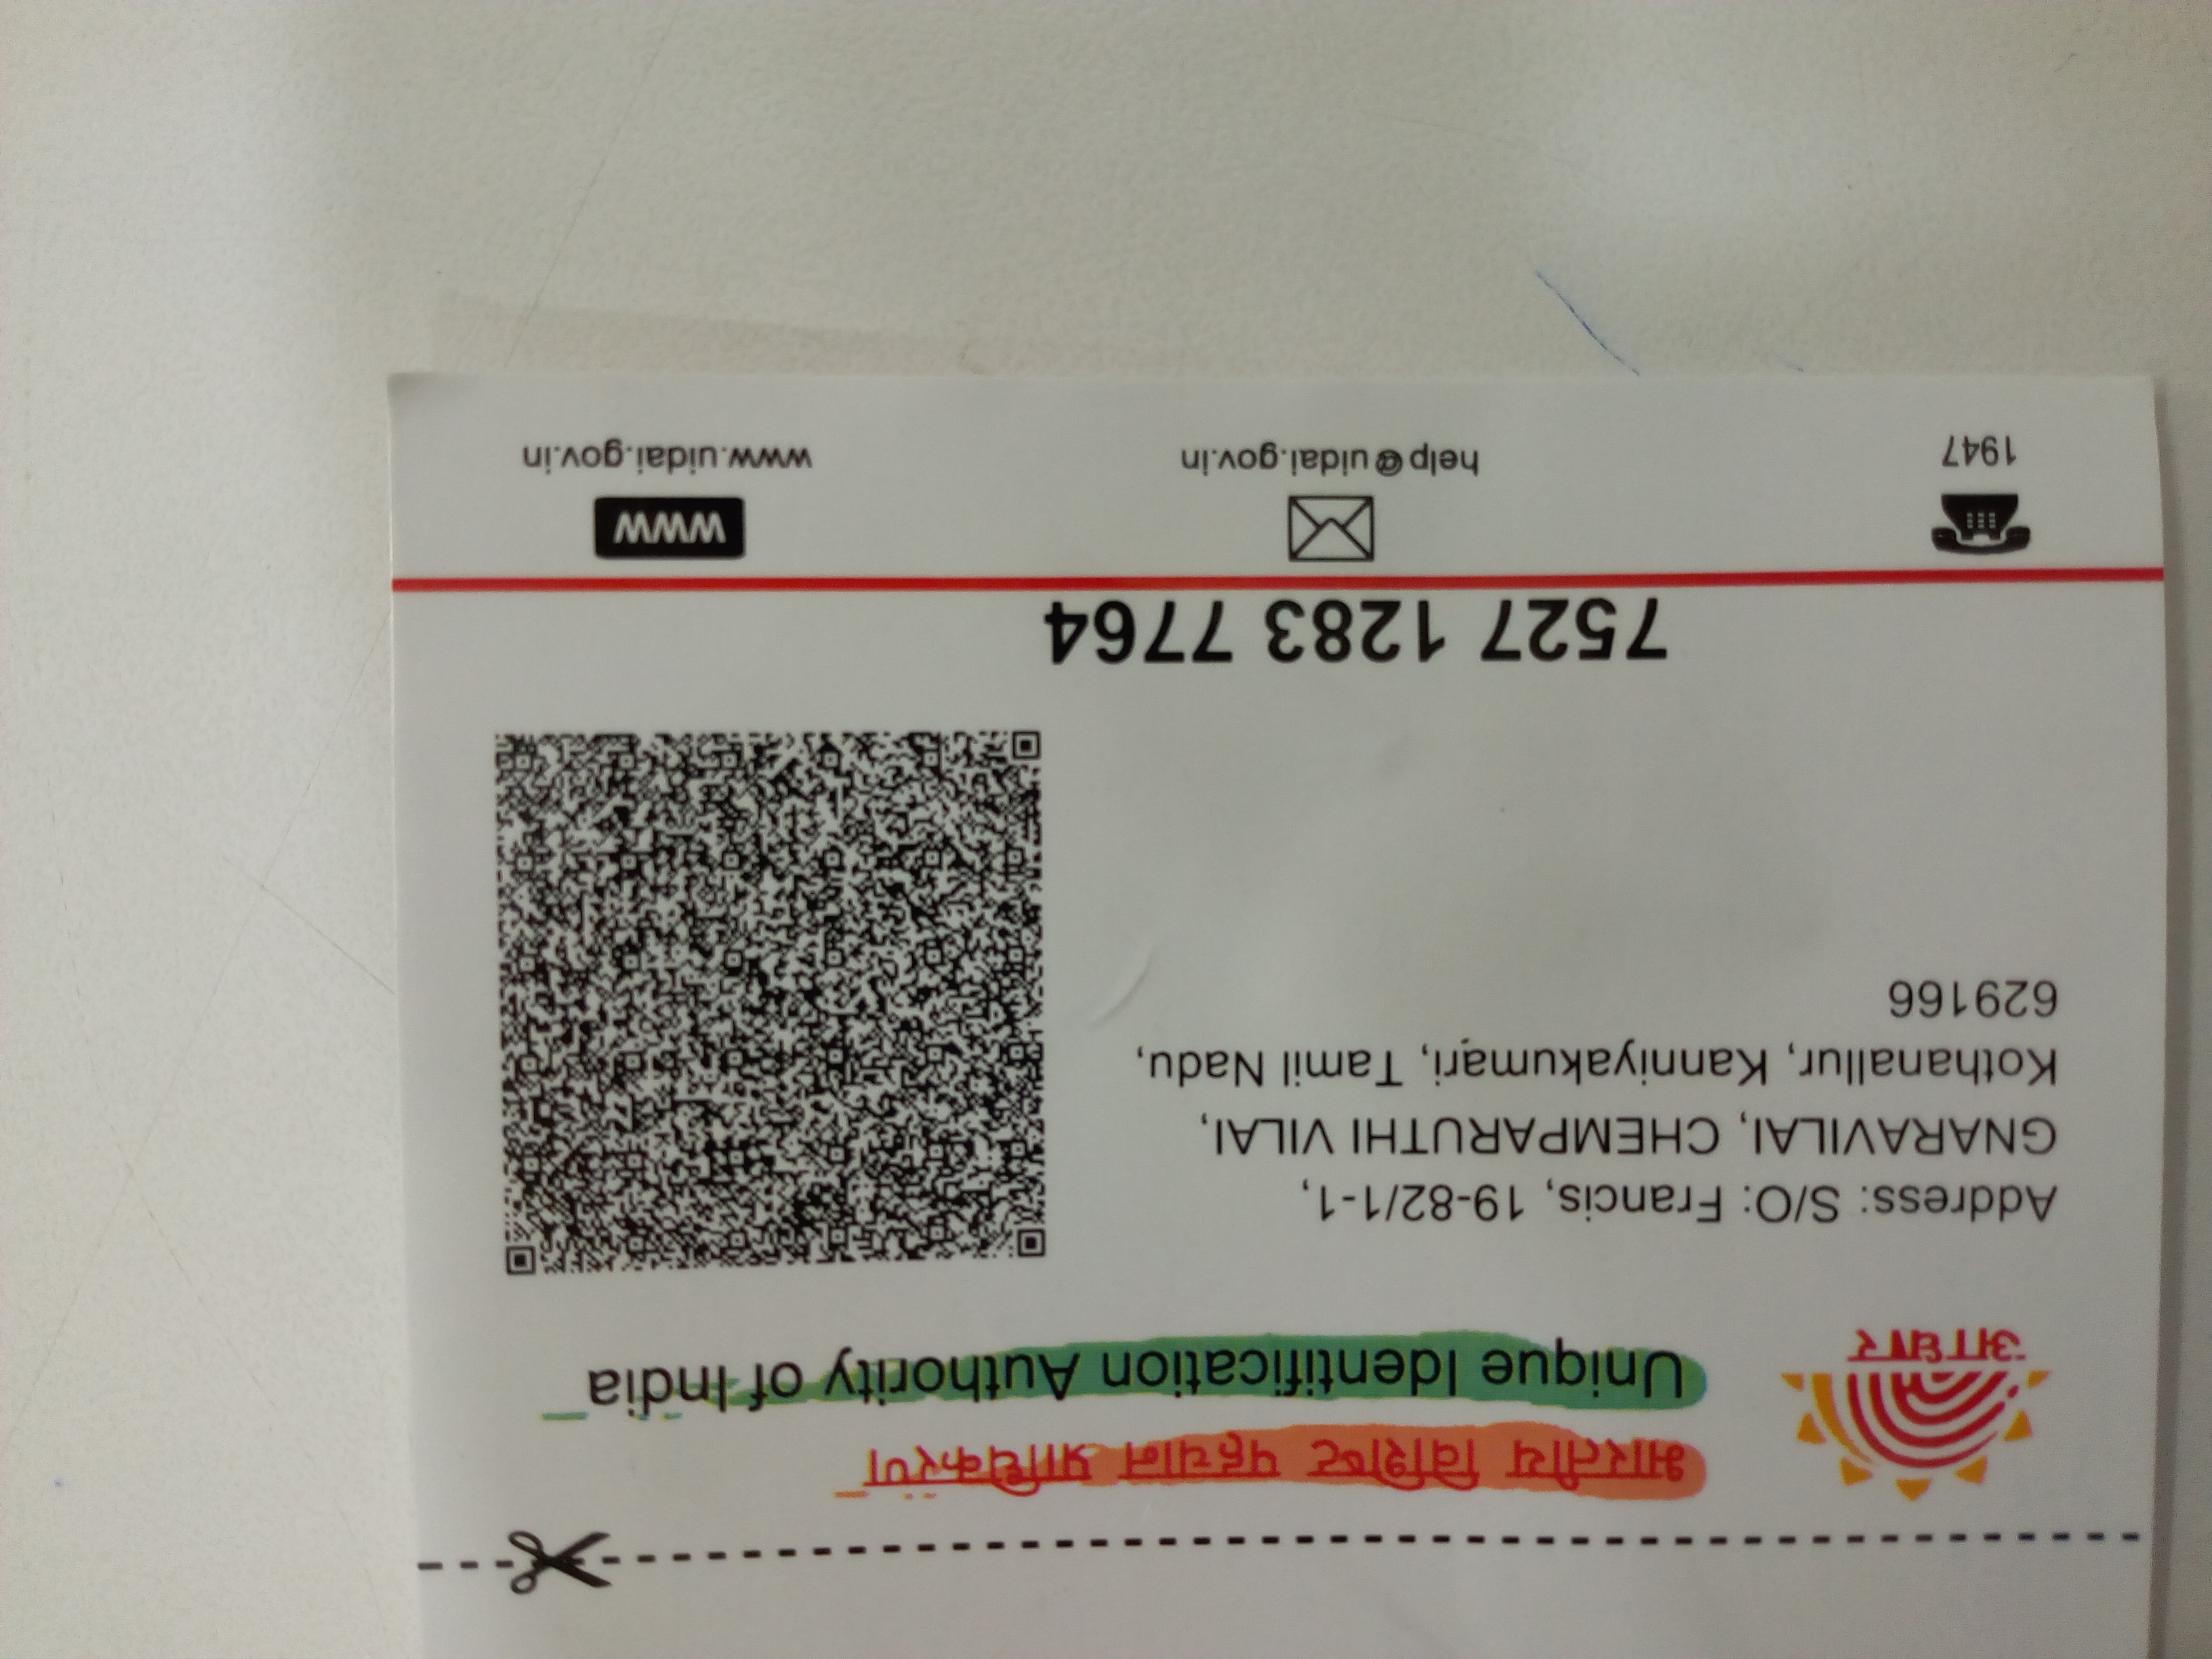 भारतीय विशिष्ट पहचान प्राधिकरण
Unique Identification Authority of India
आधार
Address: S/O: Francis, 19-82/1-1,
GNARAVILAI, CHEMPARUTHI VILAI,
Kothanallur, Kanniyakumari, Tamil Nadu,
629166
7527 1283 7764
WWW
1947
help@uidai.gov.in
www.uidai.gov.in